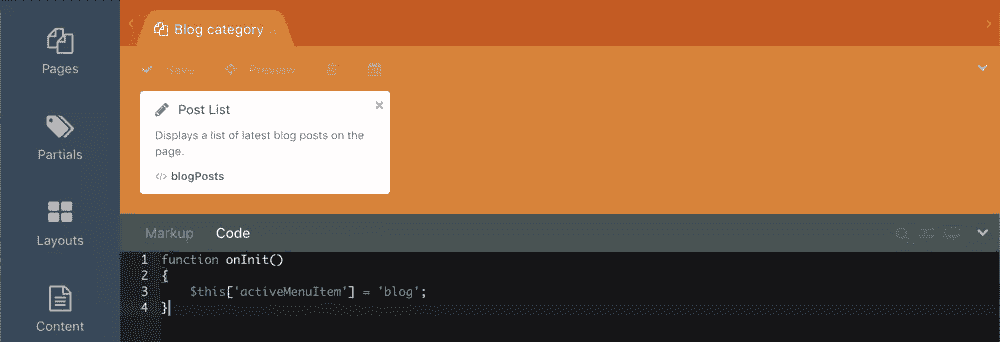 Blog category
Save Preview
Pages
Post List
Displays a list of latest blog posts on the
page.
</> blogPosts
Partials
Layouts
Markup Code
1 function onInit()
2 {
3 $this['activeMenuItem'] = 'blog';
4 }
Content